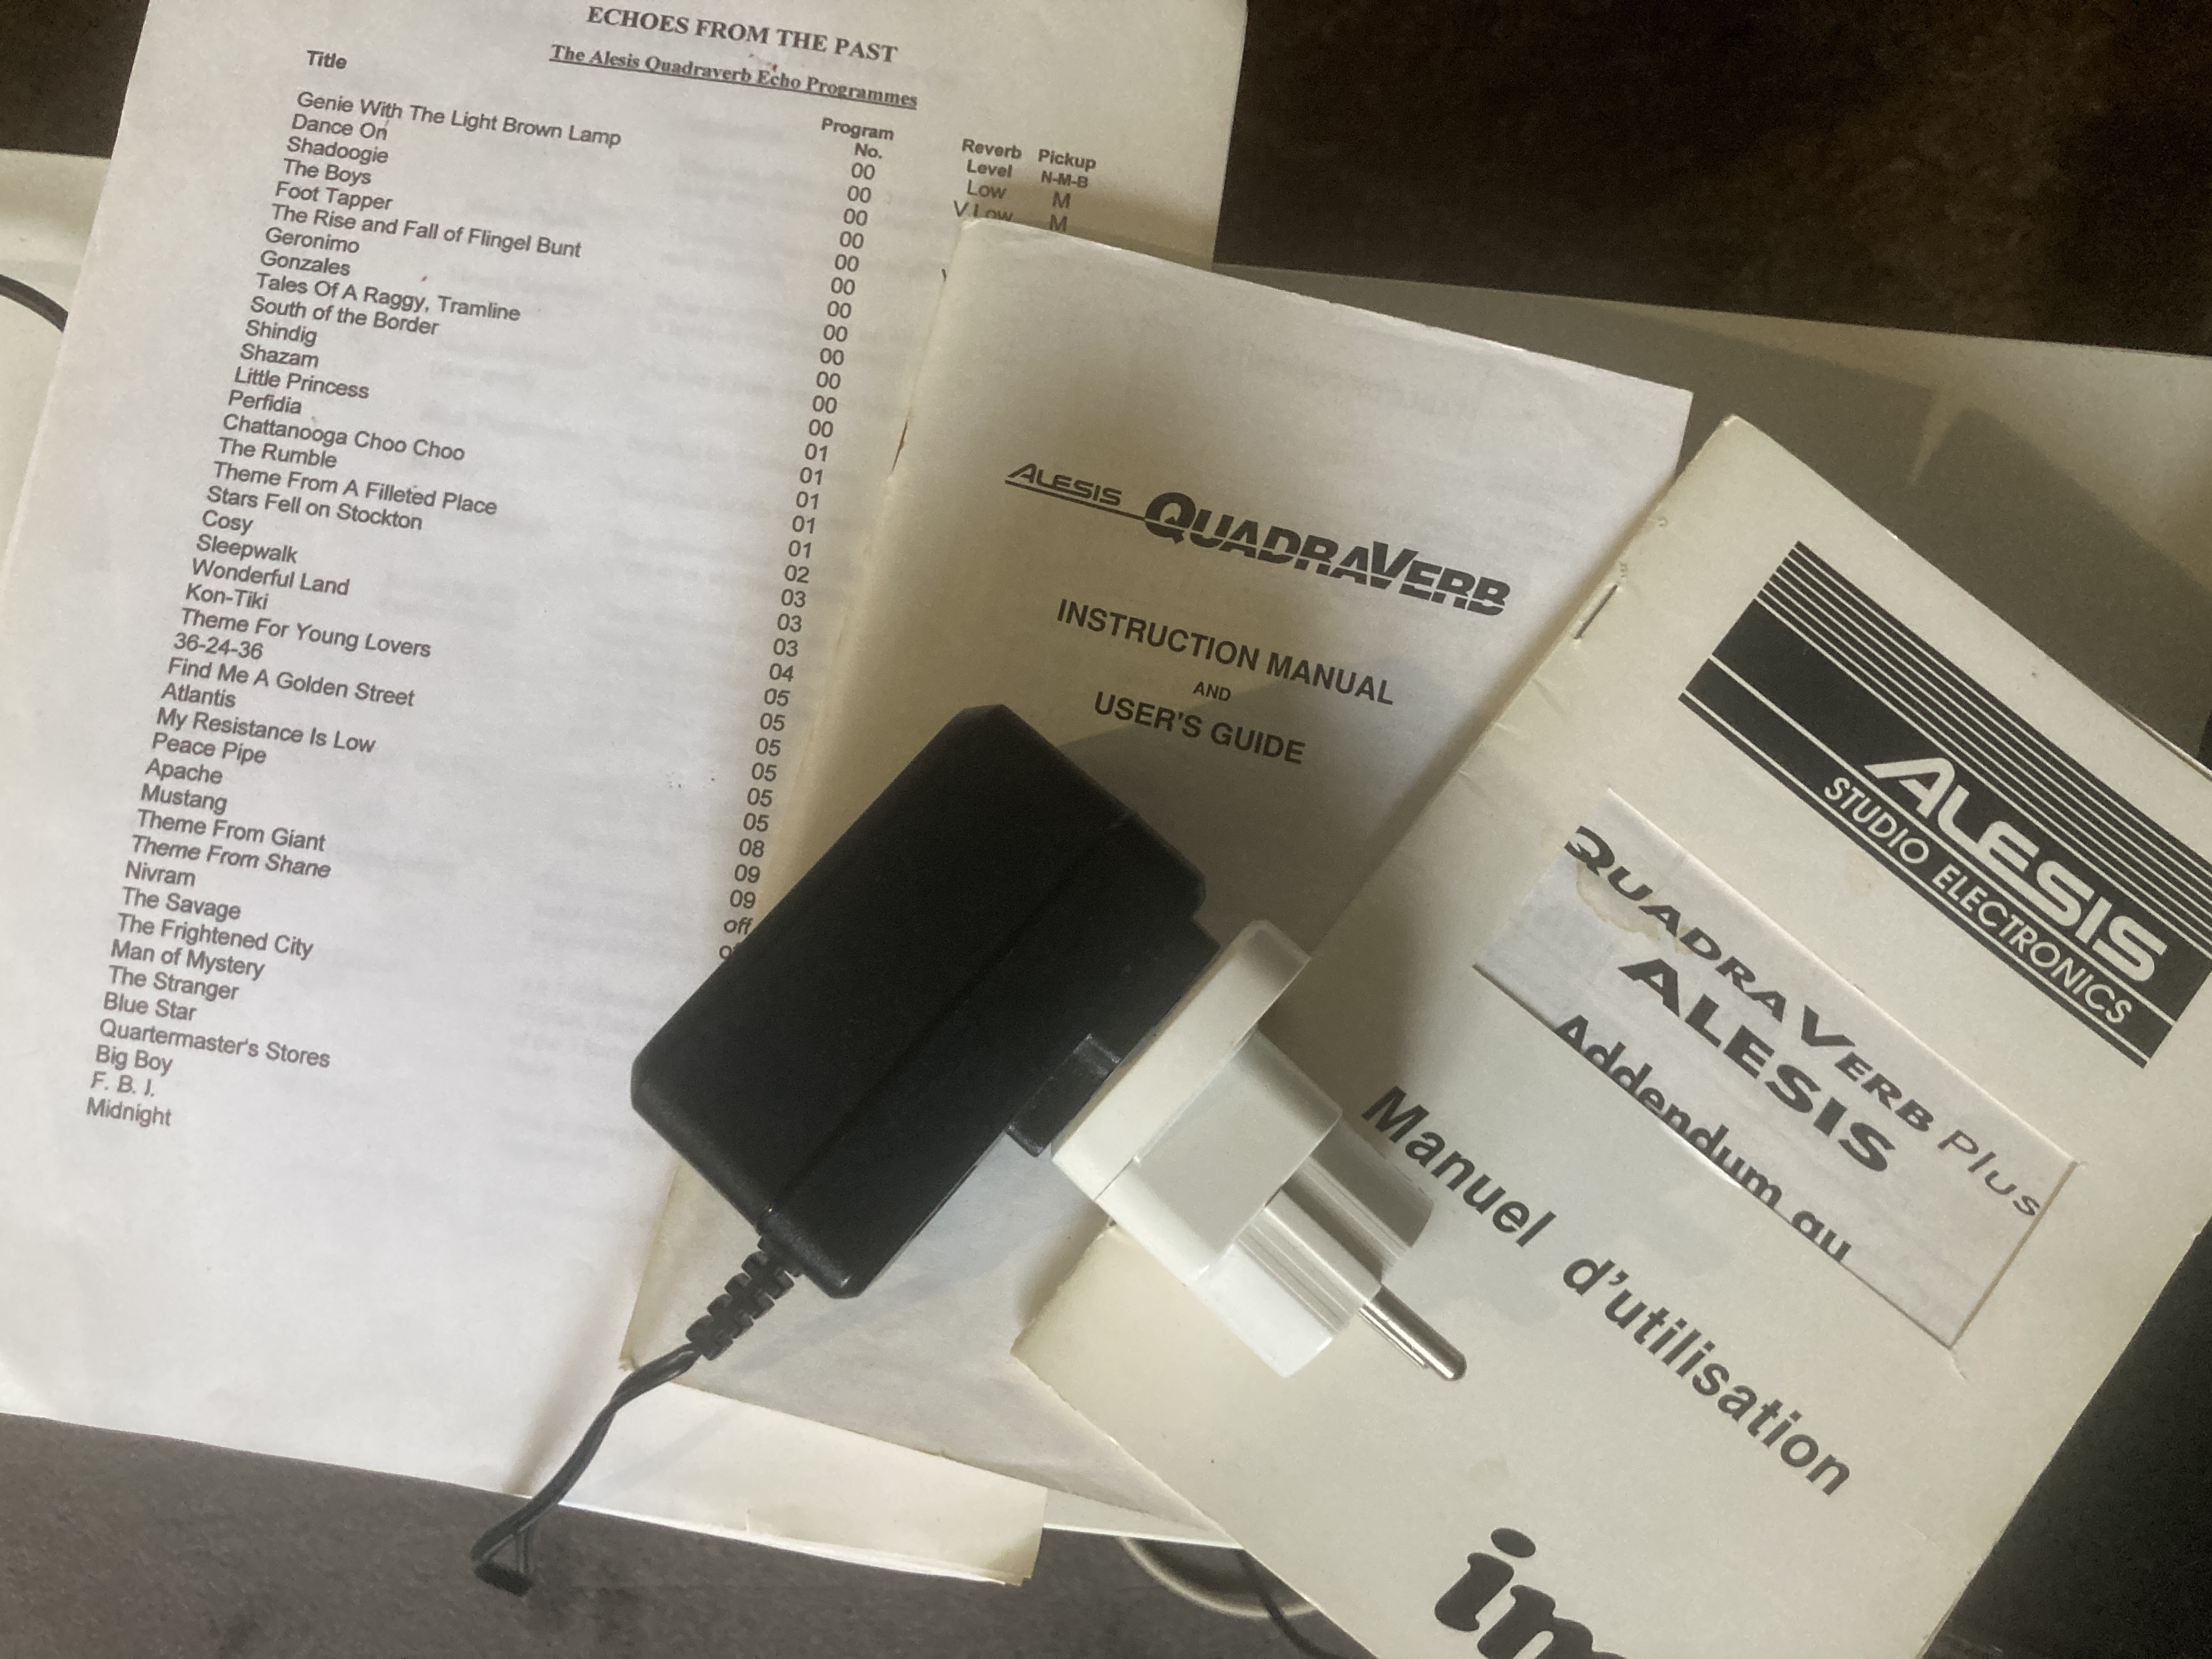 ECHOES FROM THE PAST
The Alesis Quadraverb Echo Programmes
Title
Program No.
Reverb Level
Pickup N-M-B
Genie With The Light Brown Lamp
Dance On
Shadoogie
The Boys
Foot Tapper
The Rise and Fall of Flingel Bunt
Geronimo
Gonzales
Tales Of A Raggy, Tramline
South of the Border
Shindig
Shazam
Little Princess
Perfidia
Chattanooga Choo Choo
The Rumble
Theme From A Filleted Place
Stars Fell on Stockton
Cosy
Sleepwalk
Wonderful Land
Kon-Tiki
Theme For Young Lovers
36-24-36
Find Me A Golden Street
Atlantis
My Resistance Is Low
Peace Pipe
Apache
Mustang
Theme From Giant
Theme From Shane
Nivram
The Savage
The Frightened City
Man of Mystery
The Stranger
Blue Star
Quartermaster's Stores
Big Boy
F. B. I.
Midnight
00
00
00
00
00
00
00
00
00
00
00
00
01
01
01
01
01
02
03
03
03
04
05
05
05
05
05
05
08
09
09
off
Low
V.Low
M
M
ALESIS QUADRAVERB
INSTRUCTION MANUAL
AND
USER'S GUIDE
ALESIS
STUDIO ELECTRONICS
QUADRAVERB Plus
ALESIS
Addendum au
Manuel d'utilisation